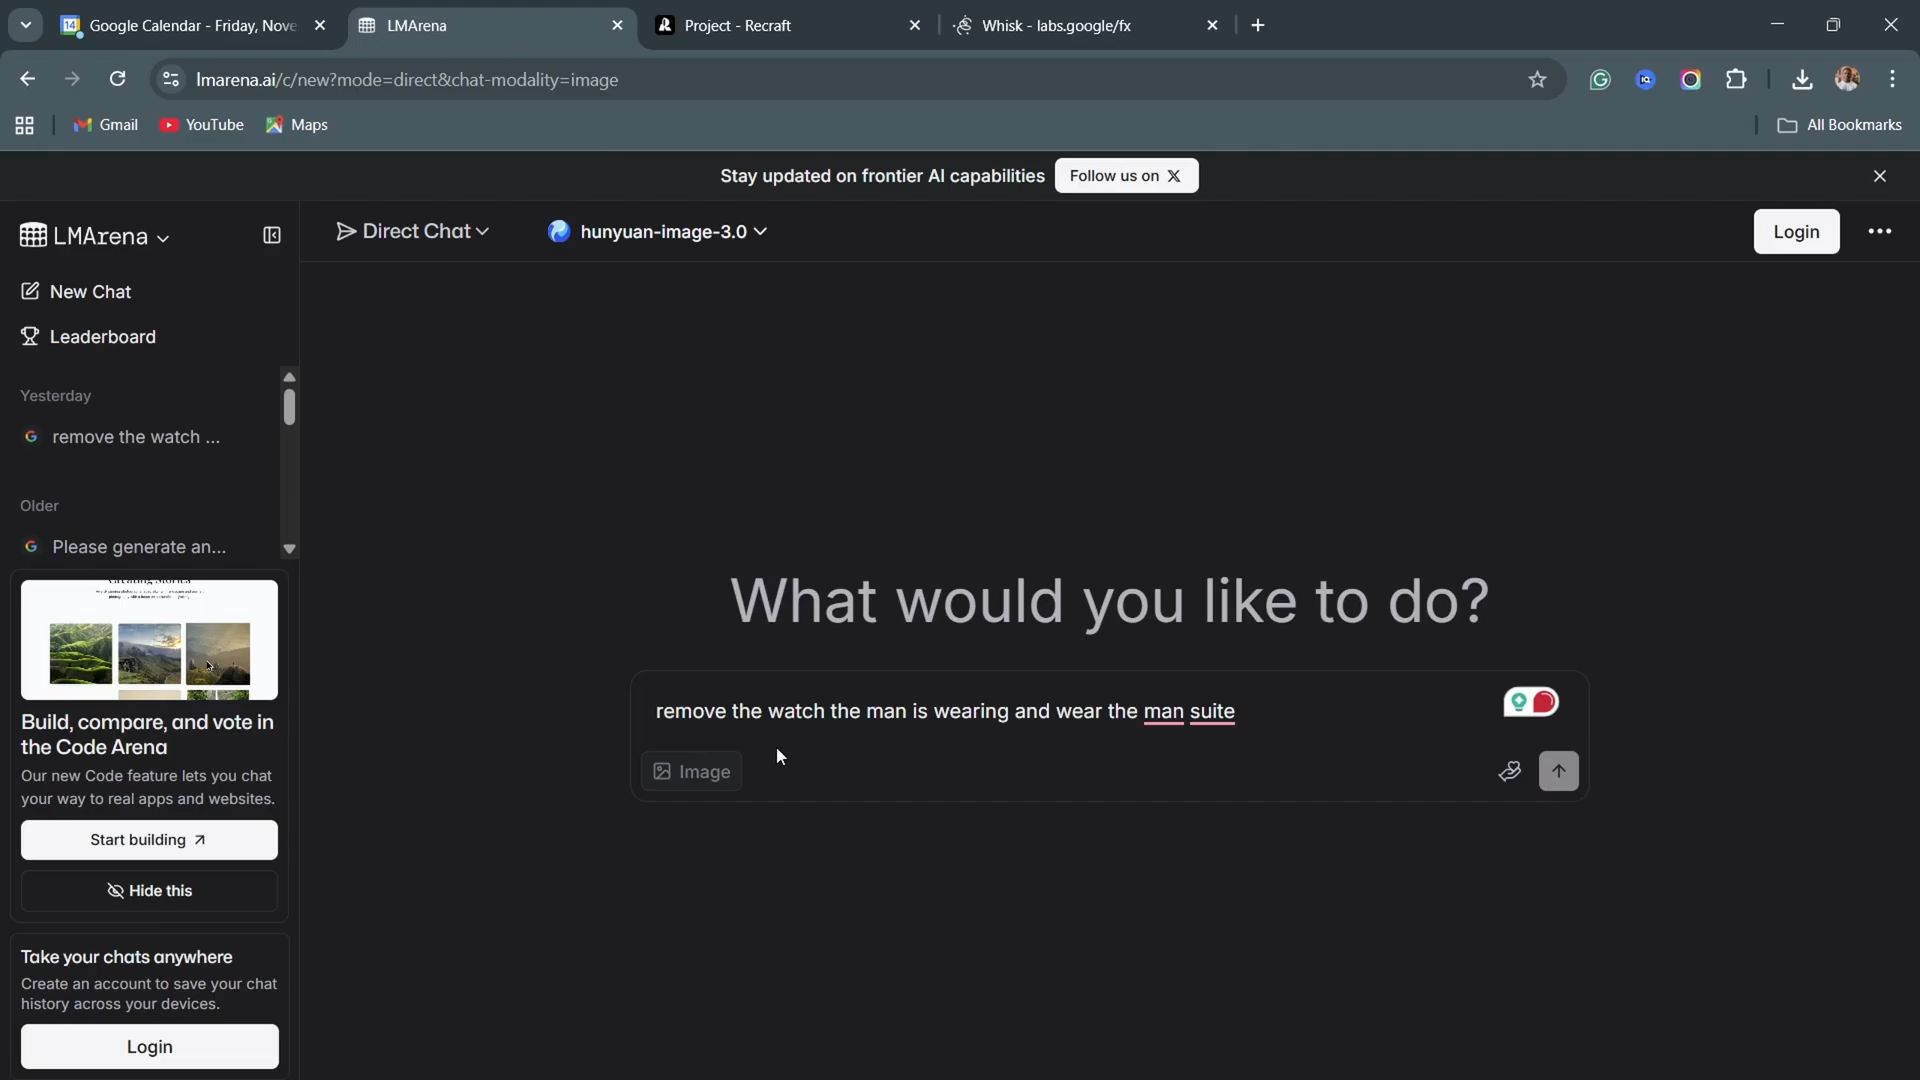 14
Google Calendar - Friday, Nove
LMArena
Project - Recraft
Whisk - labs.google/fx
lmarena.ai/c/new?mode=direct&chat-modality=image
Gmail
YouTube
Maps
All Bookmarks
Stay updated on frontier AI capabilities
Follow us on X
LMArena
Direct Chat
hunyuan-image-3.0
Login
New Chat
Leaderboard
Yesterday
remove the watch ...
Older
Please generate an...
What would you like to do?
remove the watch the man is wearing and wear the man suite
Image
Creating Stories
Build, compare, and vote in
the Code Arena
Our new Code feature lets you chat
your way to real apps and websites.
Start building
Hide this
Take your chats anywhere
Create an account to save your chat
history across your devices.
Login